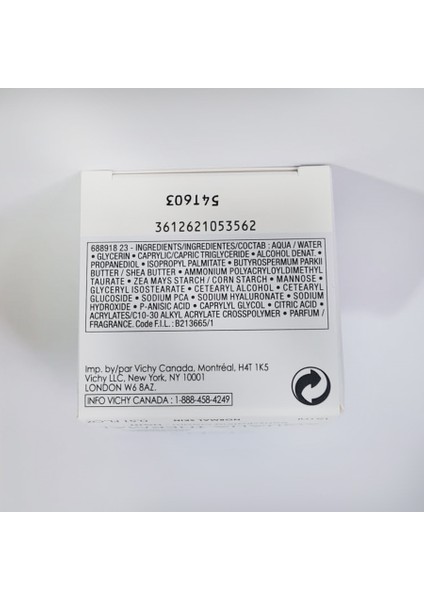 54T603
3612621053562
688918 23 - INGREDIENTS/INGREDIENTES/COCTAB : AQUA / WATER
• GLYCERIN • CAPRYLIC/CAPRIC TRIGLYCERIDE • ALCOHOL DENAT. •
PROPANEDIOL • ISOPROPYL PALMITATE • BUTYROSPERMUM PARKII
BUTTER / SHEA BUTTER • AMMONIUM POLYACRYLOYLDIMETHYL
TAURATE • ZEA MAYS STARCH / CORN STARCH • MANNOSE •
GLYCERYL ISOSTEARATE • CETEARYL ALCOHOL • CETEARYL
GLUCOSIDE • SODIUM PCA • SODIUM HYALURONATE • SODIUM
HYDROXIDE • P-ANISIC ACID • CAPRYLYL GLYCOL • CITRIC ACID •
ACRYLATES/C10-30 ALKYL ACRYLATE CROSSPOLYMER • PARFUM /
FRAGRANCE. Code F.I.L. : B213665/1
Imp. by/par Vichy Canada, Montréal, H4T 1K5
Vichy LLC, New York, NY 10001
LONDON W6 8AZ.
INFO VICHY CANADA : 1-888-458-4249
NORMAL SKIN